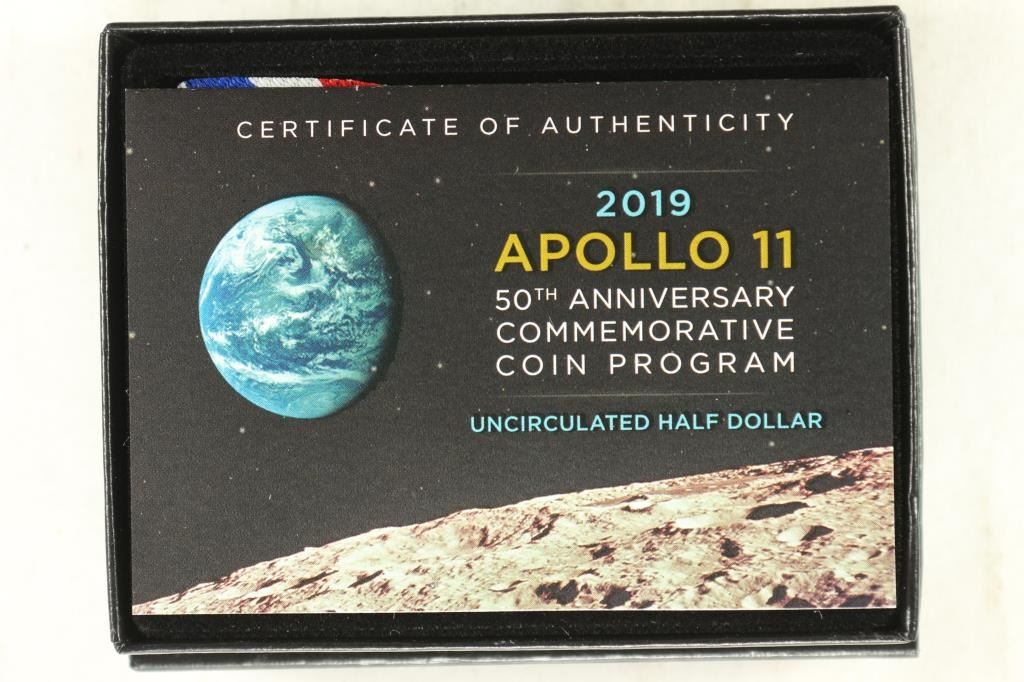 CERTIFICATE OF AUTHENTICITY
2019
APOLLO 11
50TH ANNIVERSARY
COMMEMORATIVE
COIN PROGRAM
UNCIRCULATED HALF DOLLAR